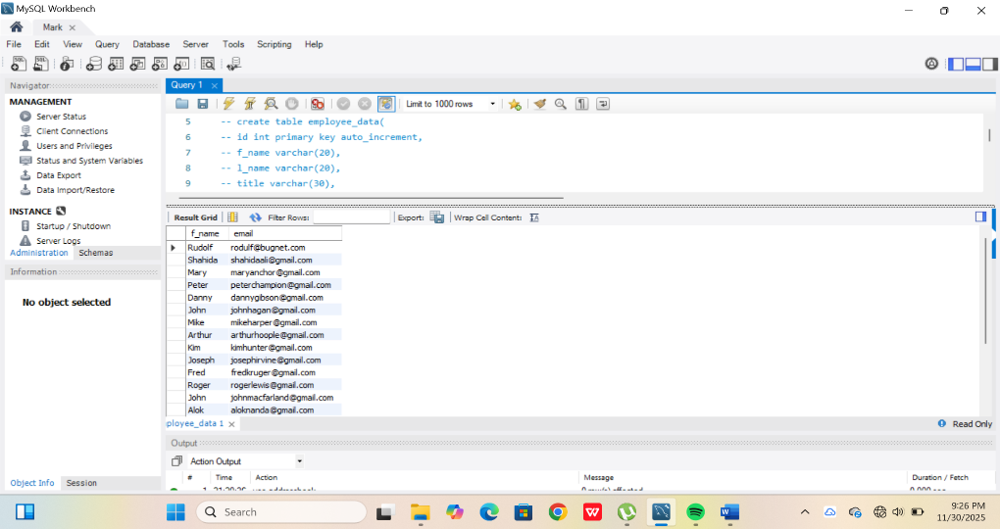 MySQL Workbench
Mark
File Edit View Query Database Server Tools Scripting Help
Navigator
MANAGEMENT
Server Status
Client Connections
Users and Privileges
Status and System Variables
Data Export
Data Import/Restore
INSTANCE
Startup / Shutdown
Server Logs
Administration Schemas
Information
No object selected
Object Info Session
Query 1
Limit to 1000 rows
5 -- create table employee_data(
6 -- id int primary key auto_increment,
7 -- f_name varchar(20),
8 -- l_name varchar(20),
9 -- title varchar(30),
Result Grid Filter Rows: Export: Wrap Cell Content:
f_name email
Rudolf rodulf@bugnet.com
Shahida shahidaali@gmail.com
Mary maryanchor@gmail.com
Peter peterchampion@gmail.com
Danny dannygibson@gmail.com
John johnhagan@gmail.com
Mike mikeharper@gmail.com
Arthur arthurhoople@gmail.com
Kim kimhunter@gmail.com
Joseph josephirvine@gmail.com
Fred fredkruger@gmail.com
Roger rogerlewis@gmail.com
John johnmacfarland@gmail.com
Alok aloknanda@gmail.com
ployee_data 1 Read Only
Output
Action Output
# Time Action Message Duration / Fetch
Search
9:26 PM
11/30/2025